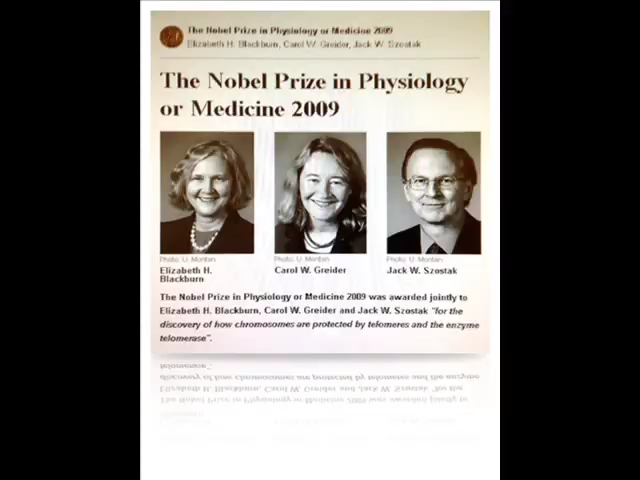 The Nobel Prize in Physiology or Medicine 2009
Elizabeth H. Blackburn, Carol W. Greider, Jack W. Szostak
The Nobel Prize in Physiology
or Medicine 2009
Photo: U. Montan
Elizabeth H.
Blackburn
Photo: U. Montan
Carol W. Greider
Photo: U. Montan
Jack W. Szostak
The Nobel Prize in Physiology or Medicine 2009 was awarded jointly to
Elizabeth H. Blackburn, Carol W. Greider and Jack W. Szostak "for the
discovery of how chromosomes are protected by telomeres and the enzyme
telomerase".